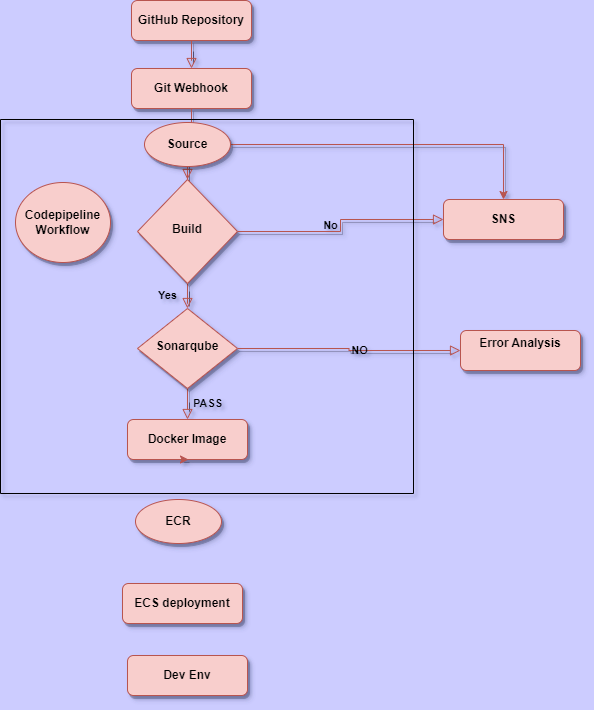 GitHub Repository
Git Webhook
Source
Codepipeline
Workflow
Build
No
SNS
Yes
Sonarqube
NO
Error Analysis
PASS
Docker Image
ECR
ECS deployment
Dev Env